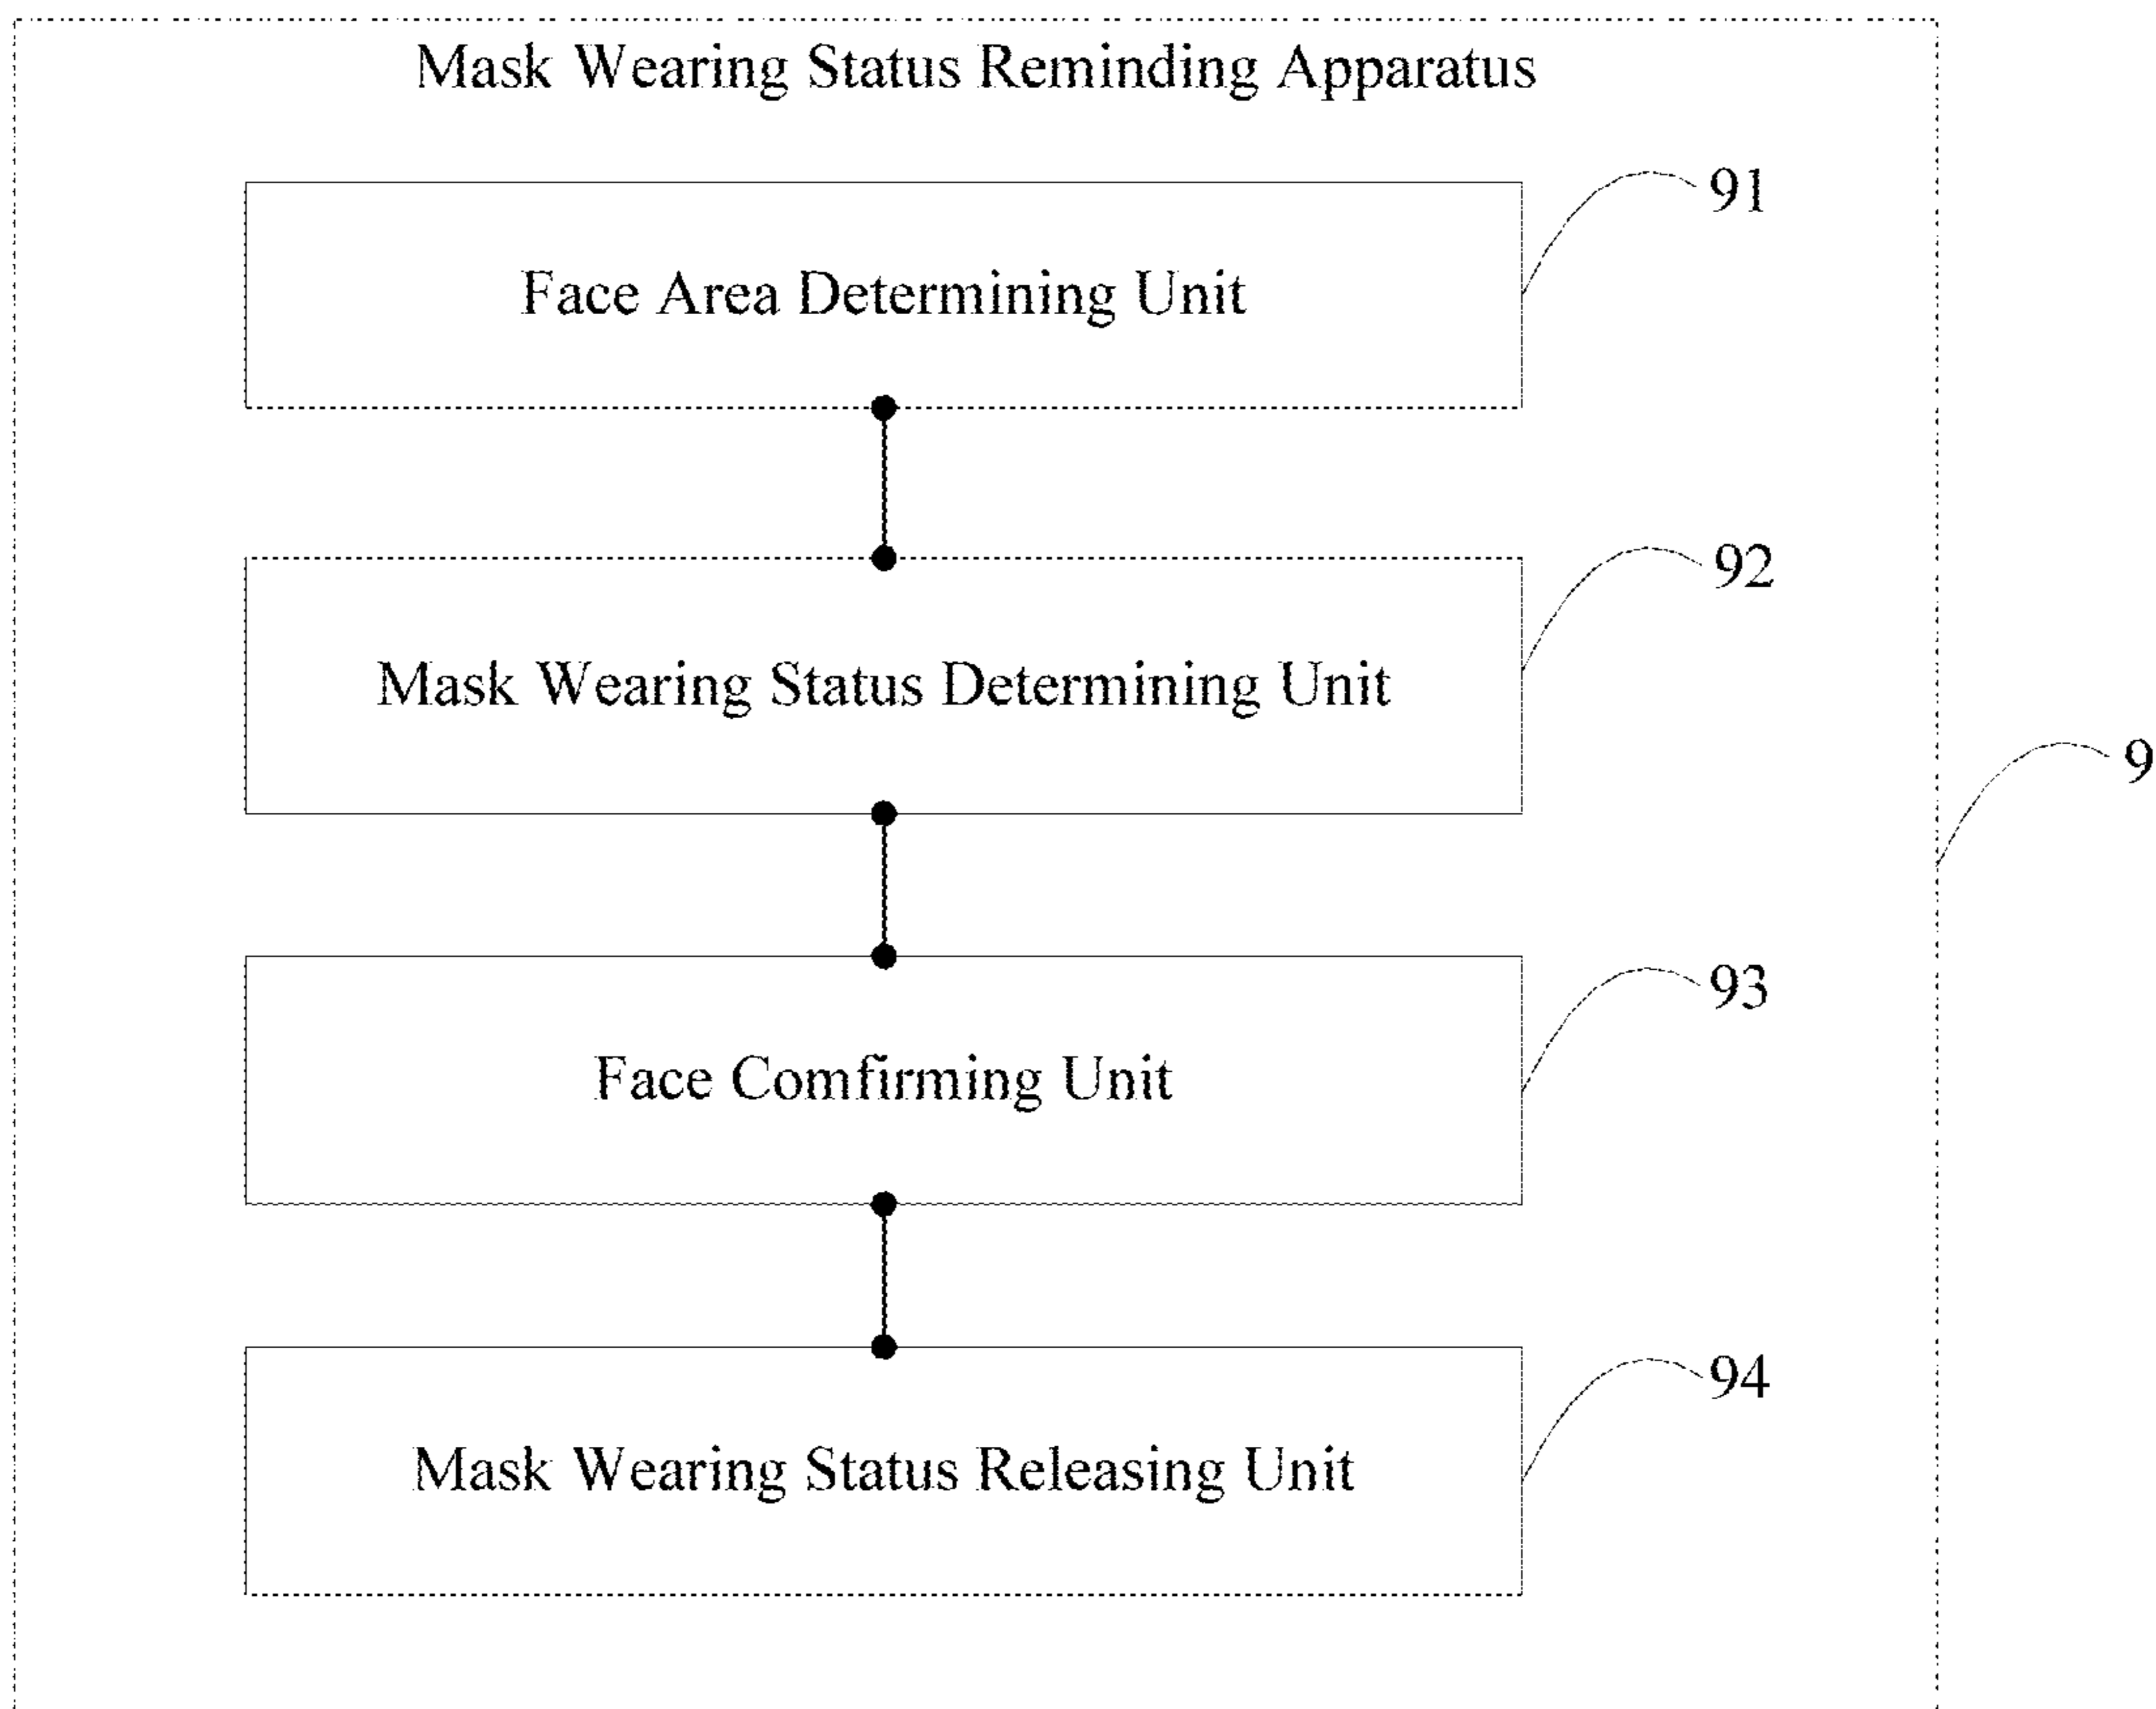 Mask Wearing Status Reminding Apparatus
91
Face Area Determining Unit
92
Mask Wearing Status Determining Unit
9
93
Face Comfirming Unit
94
Mask Wearing Status Releasing Unit